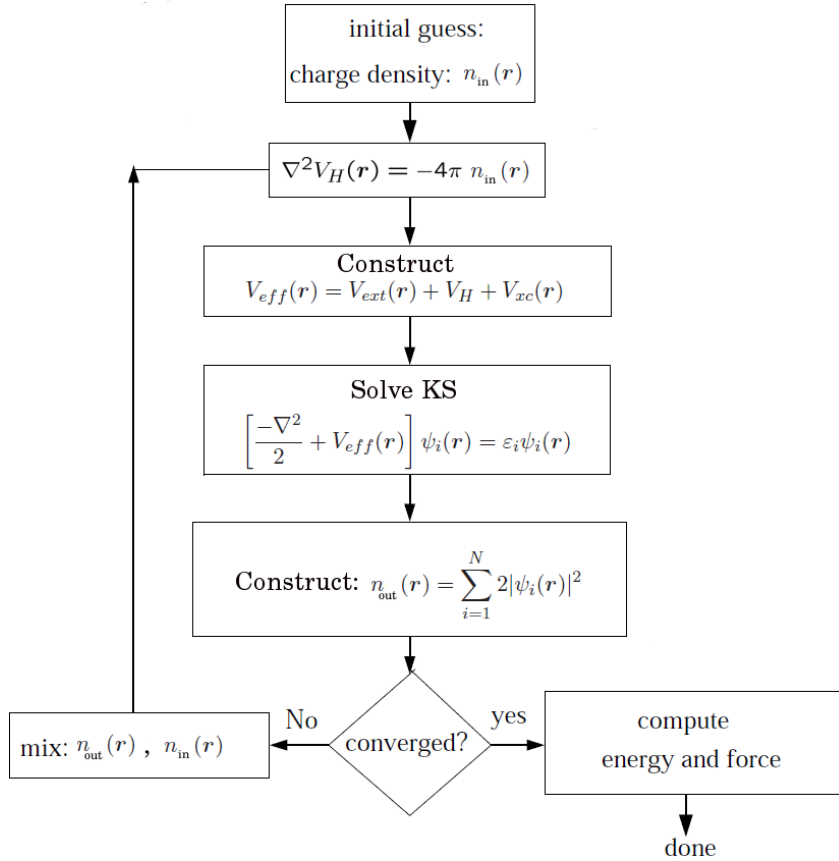 initial guess:
charge density: n_in(r)
∇²V_H(r) = −4π n_in(r)
Construct
V_eff(r) = V_ext(r) + V_H + V_xc(r)
Solve KS
[−∇²/2 + V_eff(r)] ψ_i(r) = ε_i ψ_i(r)
Construct: n_out(r) = ∑_{i=1}^{N} 2|ψ_i(r)|²
No
converged?
yes
mix: n_out(r) , n_in(r)
compute
energy and force
done